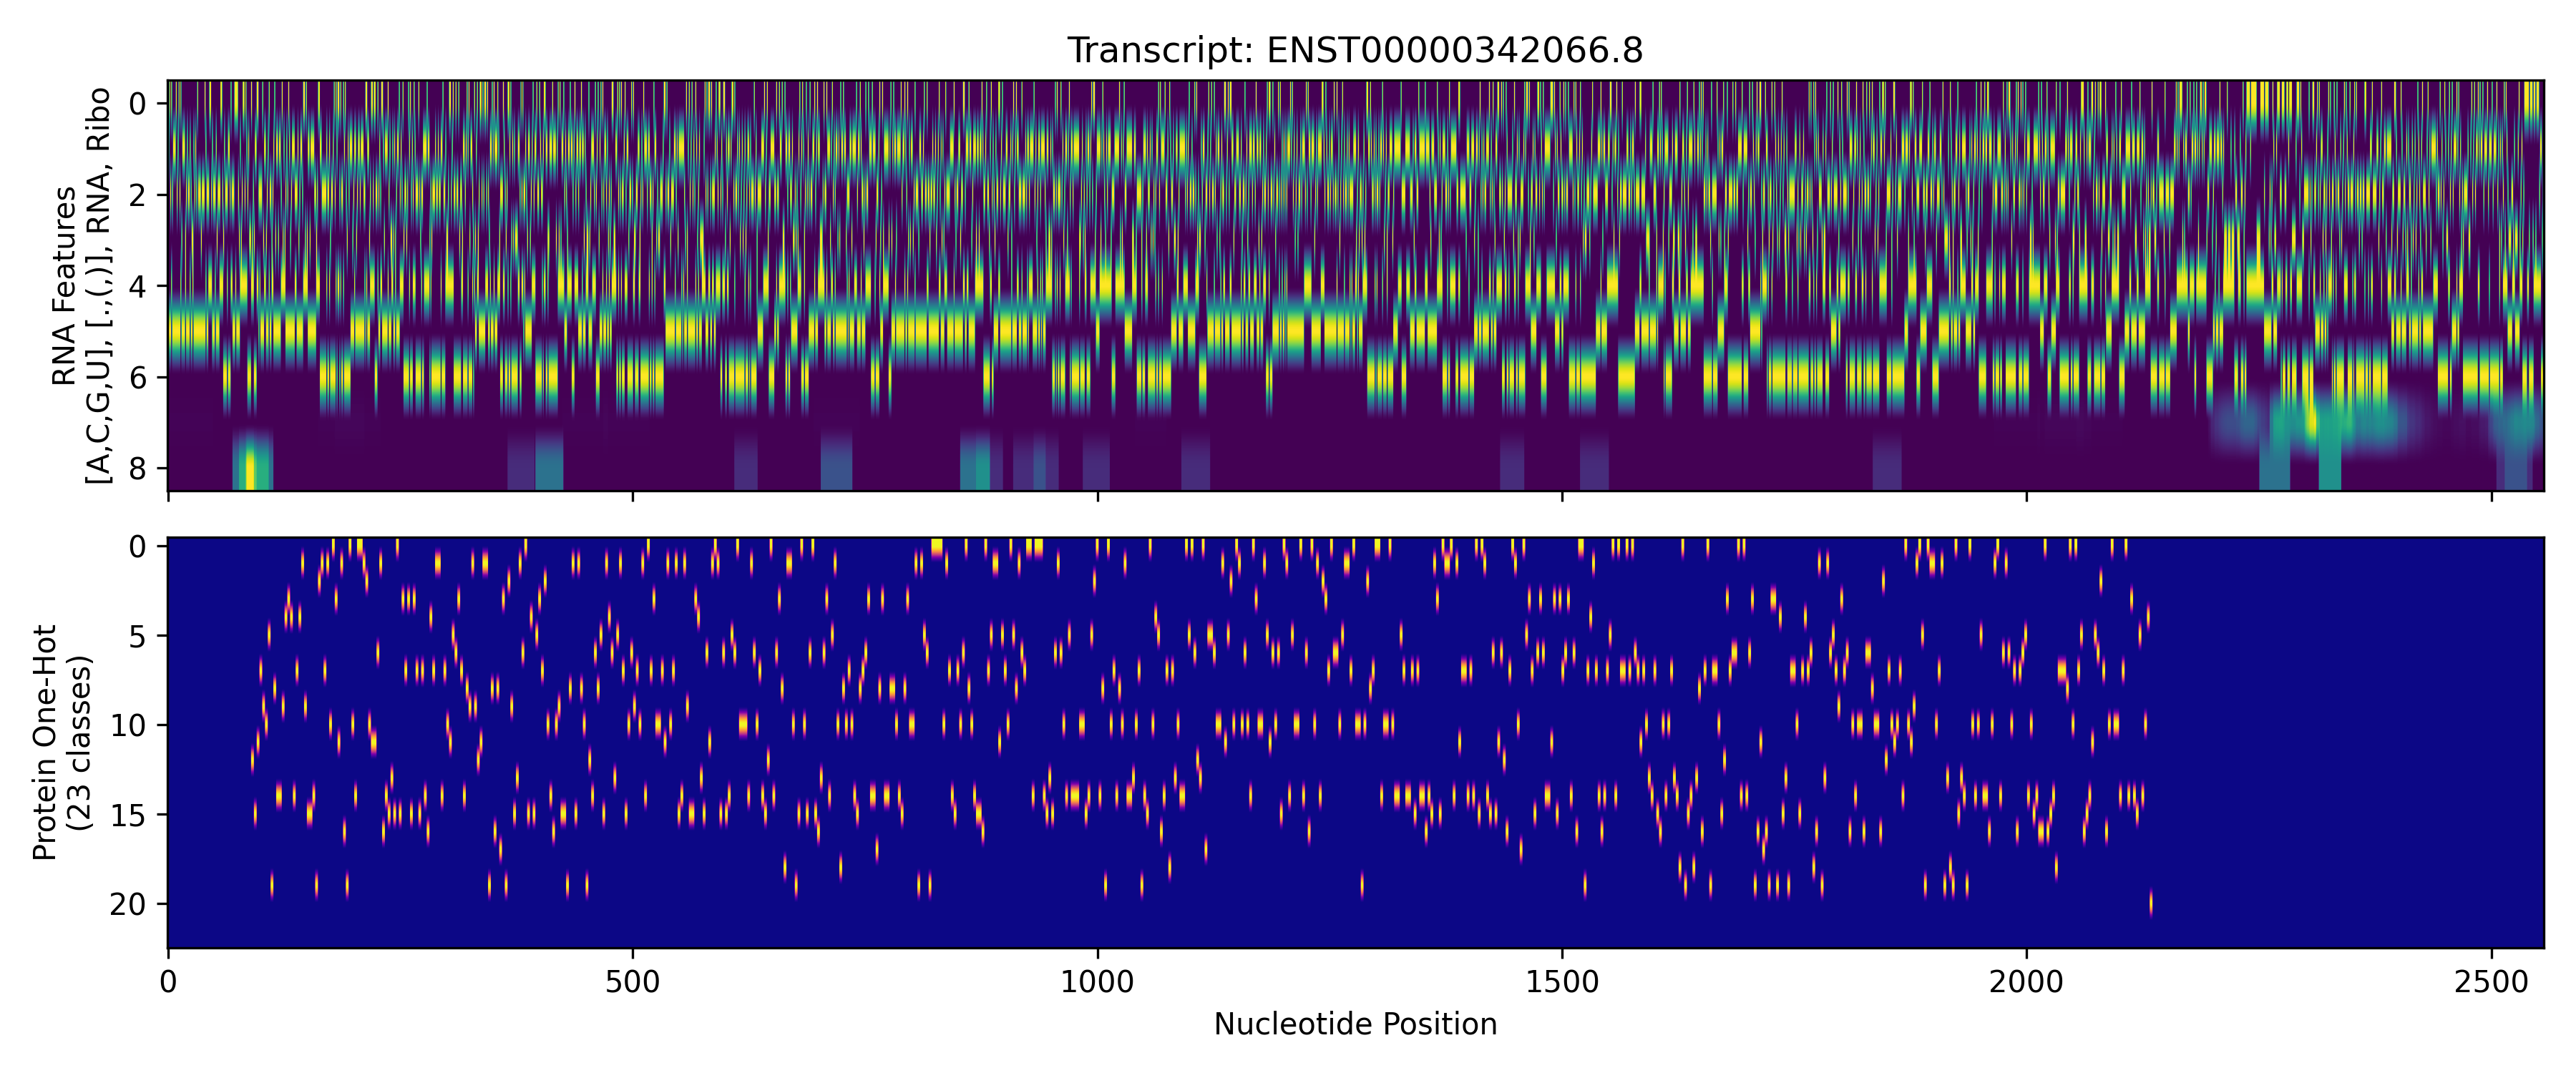 Transcript: ENST00000342066.8
RNA Features
[A,C,G,U], [.,(,)], RNA, Ribo
0
2
4
6
8
Protein One-Hot
(23 classes)
0
5
10
15
20
0 500 1000 1500 2000 2500
Nucleotide Position